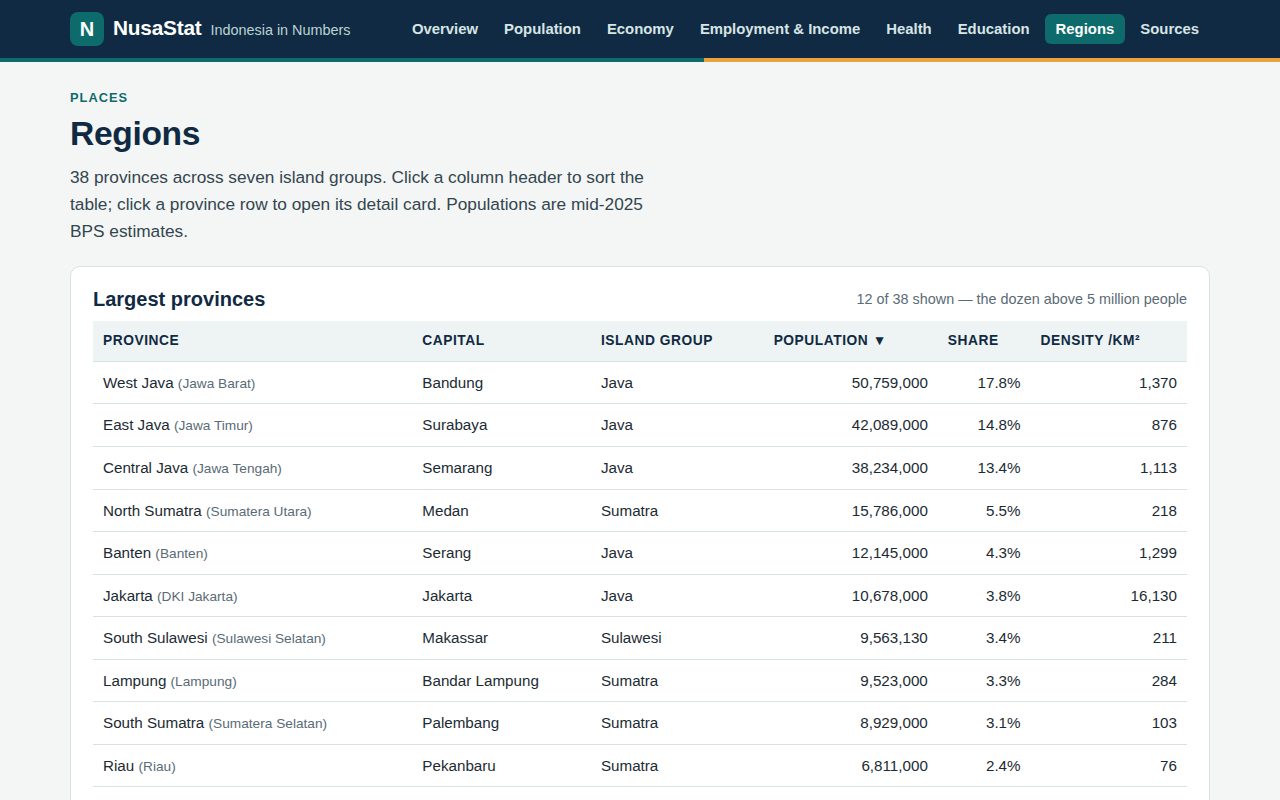 N NusaStat Indonesia in Numbers Overview Population Economy Employment & Income Health Education Regions Sources
PLACES
Regions
38 provinces across seven island groups. Click a column header to sort the
table; click a province row to open its detail card. Populations are mid-2025
BPS estimates.
Largest provinces 12 of 38 shown — the dozen above 5 million people
PROVINCE CAPITAL ISLAND GROUP POPULATION ▼ SHARE DENSITY /KM²
West Java (Jawa Barat) Bandung Java 50,759,000 17.8% 1,370
East Java (Jawa Timur) Surabaya Java 42,089,000 14.8% 876
Central Java (Jawa Tengah) Semarang Java 38,234,000 13.4% 1,113
North Sumatra (Sumatera Utara) Medan Sumatra 15,786,000 5.5% 218
Banten (Banten) Serang Java 12,145,000 4.3% 1,299
Jakarta (DKI Jakarta) Jakarta Java 10,678,000 3.8% 16,130
South Sulawesi (Sulawesi Selatan) Makassar Sulawesi 9,563,130 3.4% 211
Lampung (Lampung) Bandar Lampung Sumatra 9,523,000 3.3% 284
South Sumatra (Sumatera Selatan) Palembang Sumatra 8,929,000 3.1% 103
Riau (Riau) Pekanbaru Sumatra 6,811,000 2.4% 76